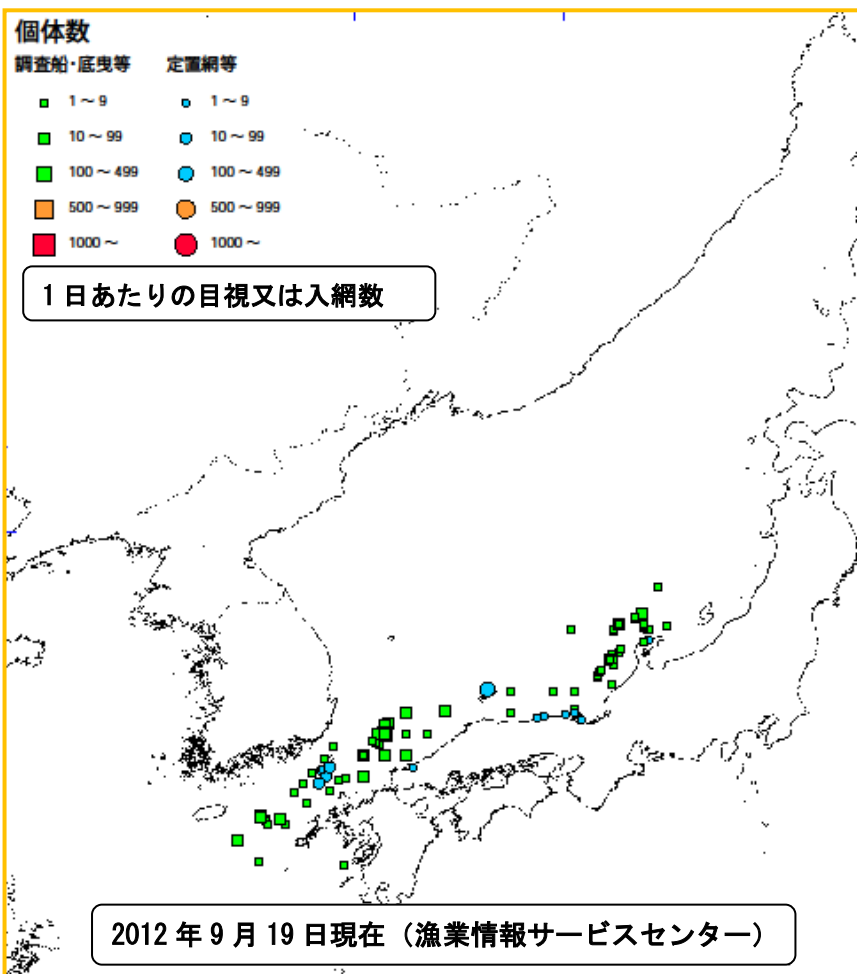 個体数
調査船・底曳等 定置網等
1～9 1～9
10～99 10～99
100～499 100～499
500～999 500～999
1000～ 1000～
1日あたりの目視又は入網数
2012年9月19日現在（漁業情報サービスセンター）